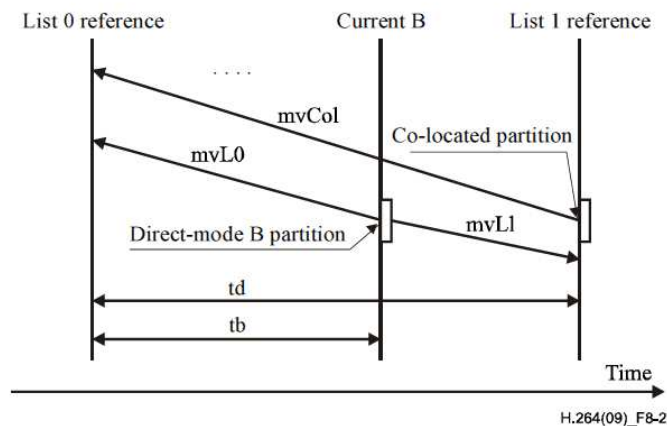 List 0 reference
Current B
List 1 reference
. . . .
mvCol
Co-located partition
mvL0
Direct-mode B partition
mvL1
td
tb
Time
H.264(09)_F8-2